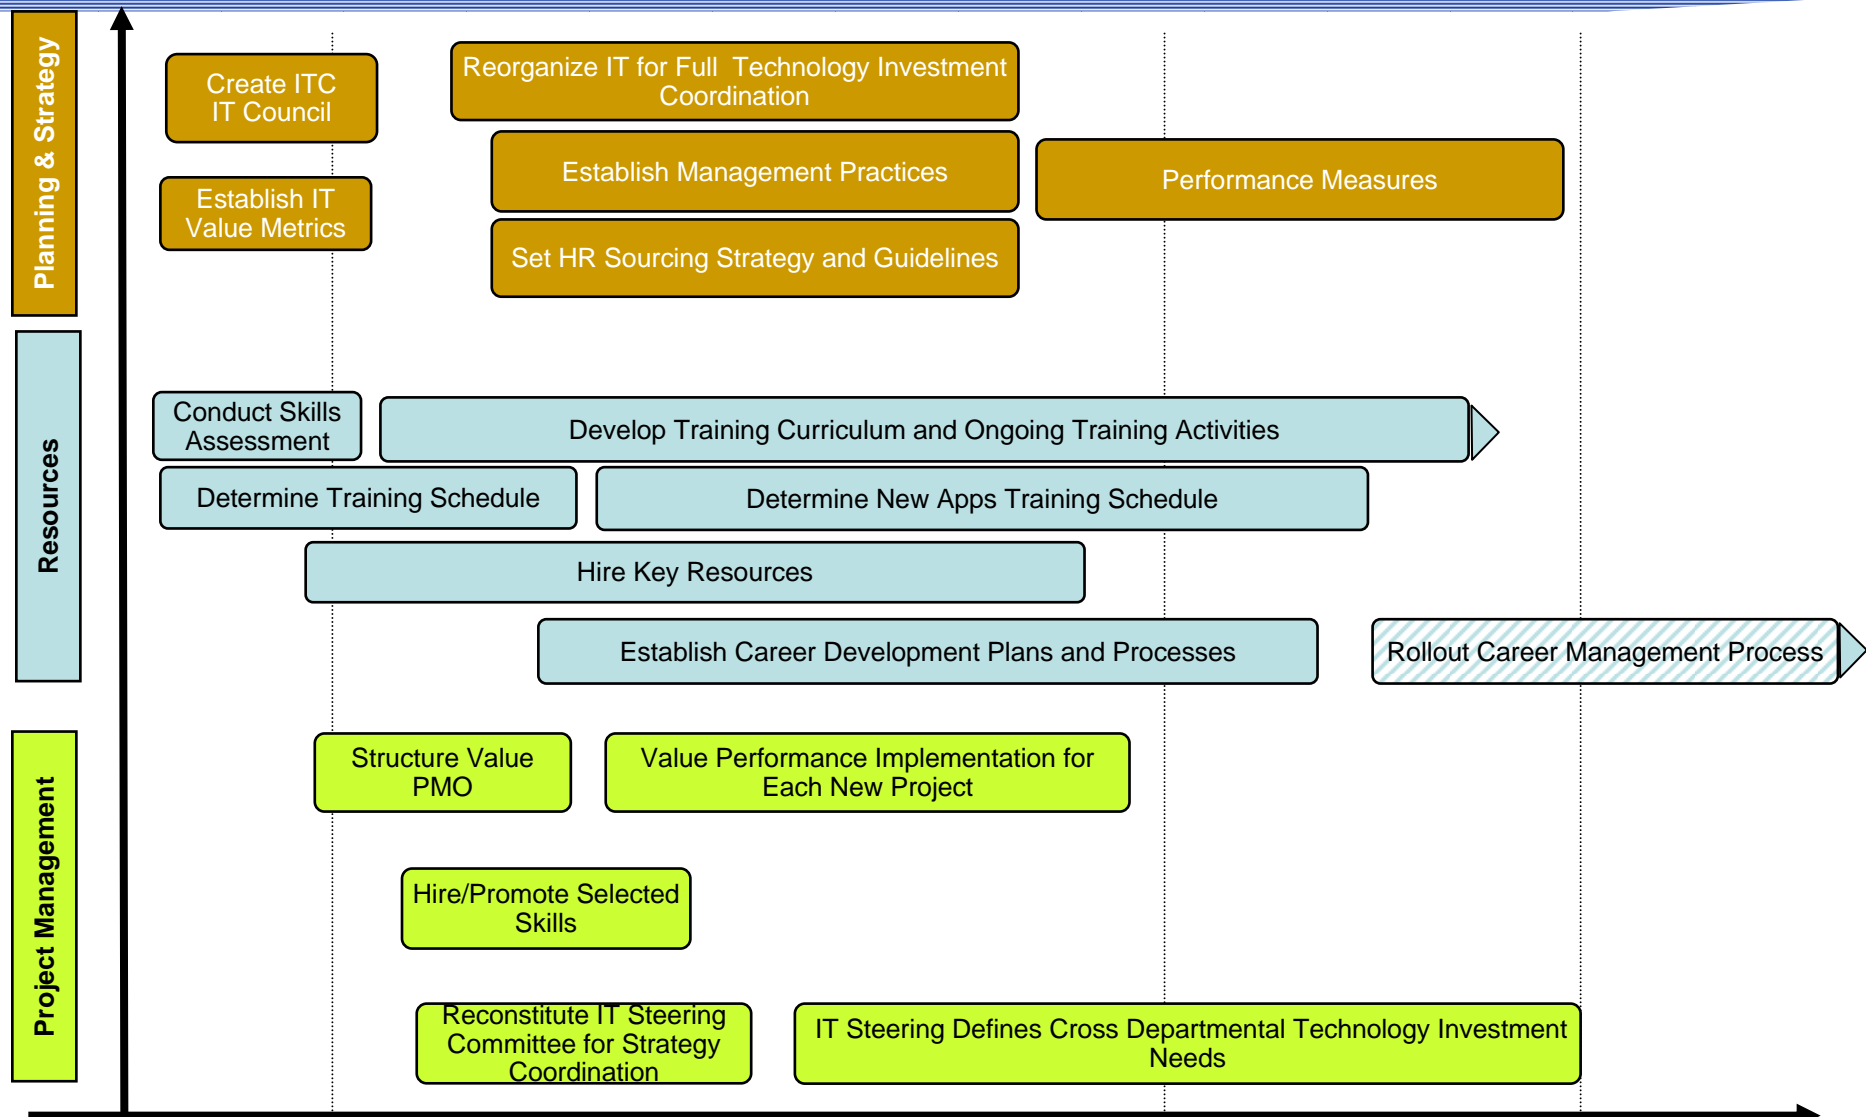 Planning & Strategy
Create ITC
IT Council
Reorganize IT for Full  Technology Investment
Coordination
Establish Management Practices
Performance Measures
Establish IT
Value Metrics
Set HR Sourcing Strategy and Guidelines
Resources
Conduct Skills
Assessment
Develop Training Curriculum and Ongoing Training Activities
Determine Training Schedule
Determine New Apps Training Schedule
Hire Key Resources
Establish Career Development Plans and Processes
Rollout Career Management Process
Project Management
Structure Value
PMO
Value Performance Implementation for
Each New Project
Hire/Promote Selected
Skills
Reconstitute IT Steering
Committee for Strategy
Coordination
IT Steering Defines Cross Departmental Technology Investment
Needs